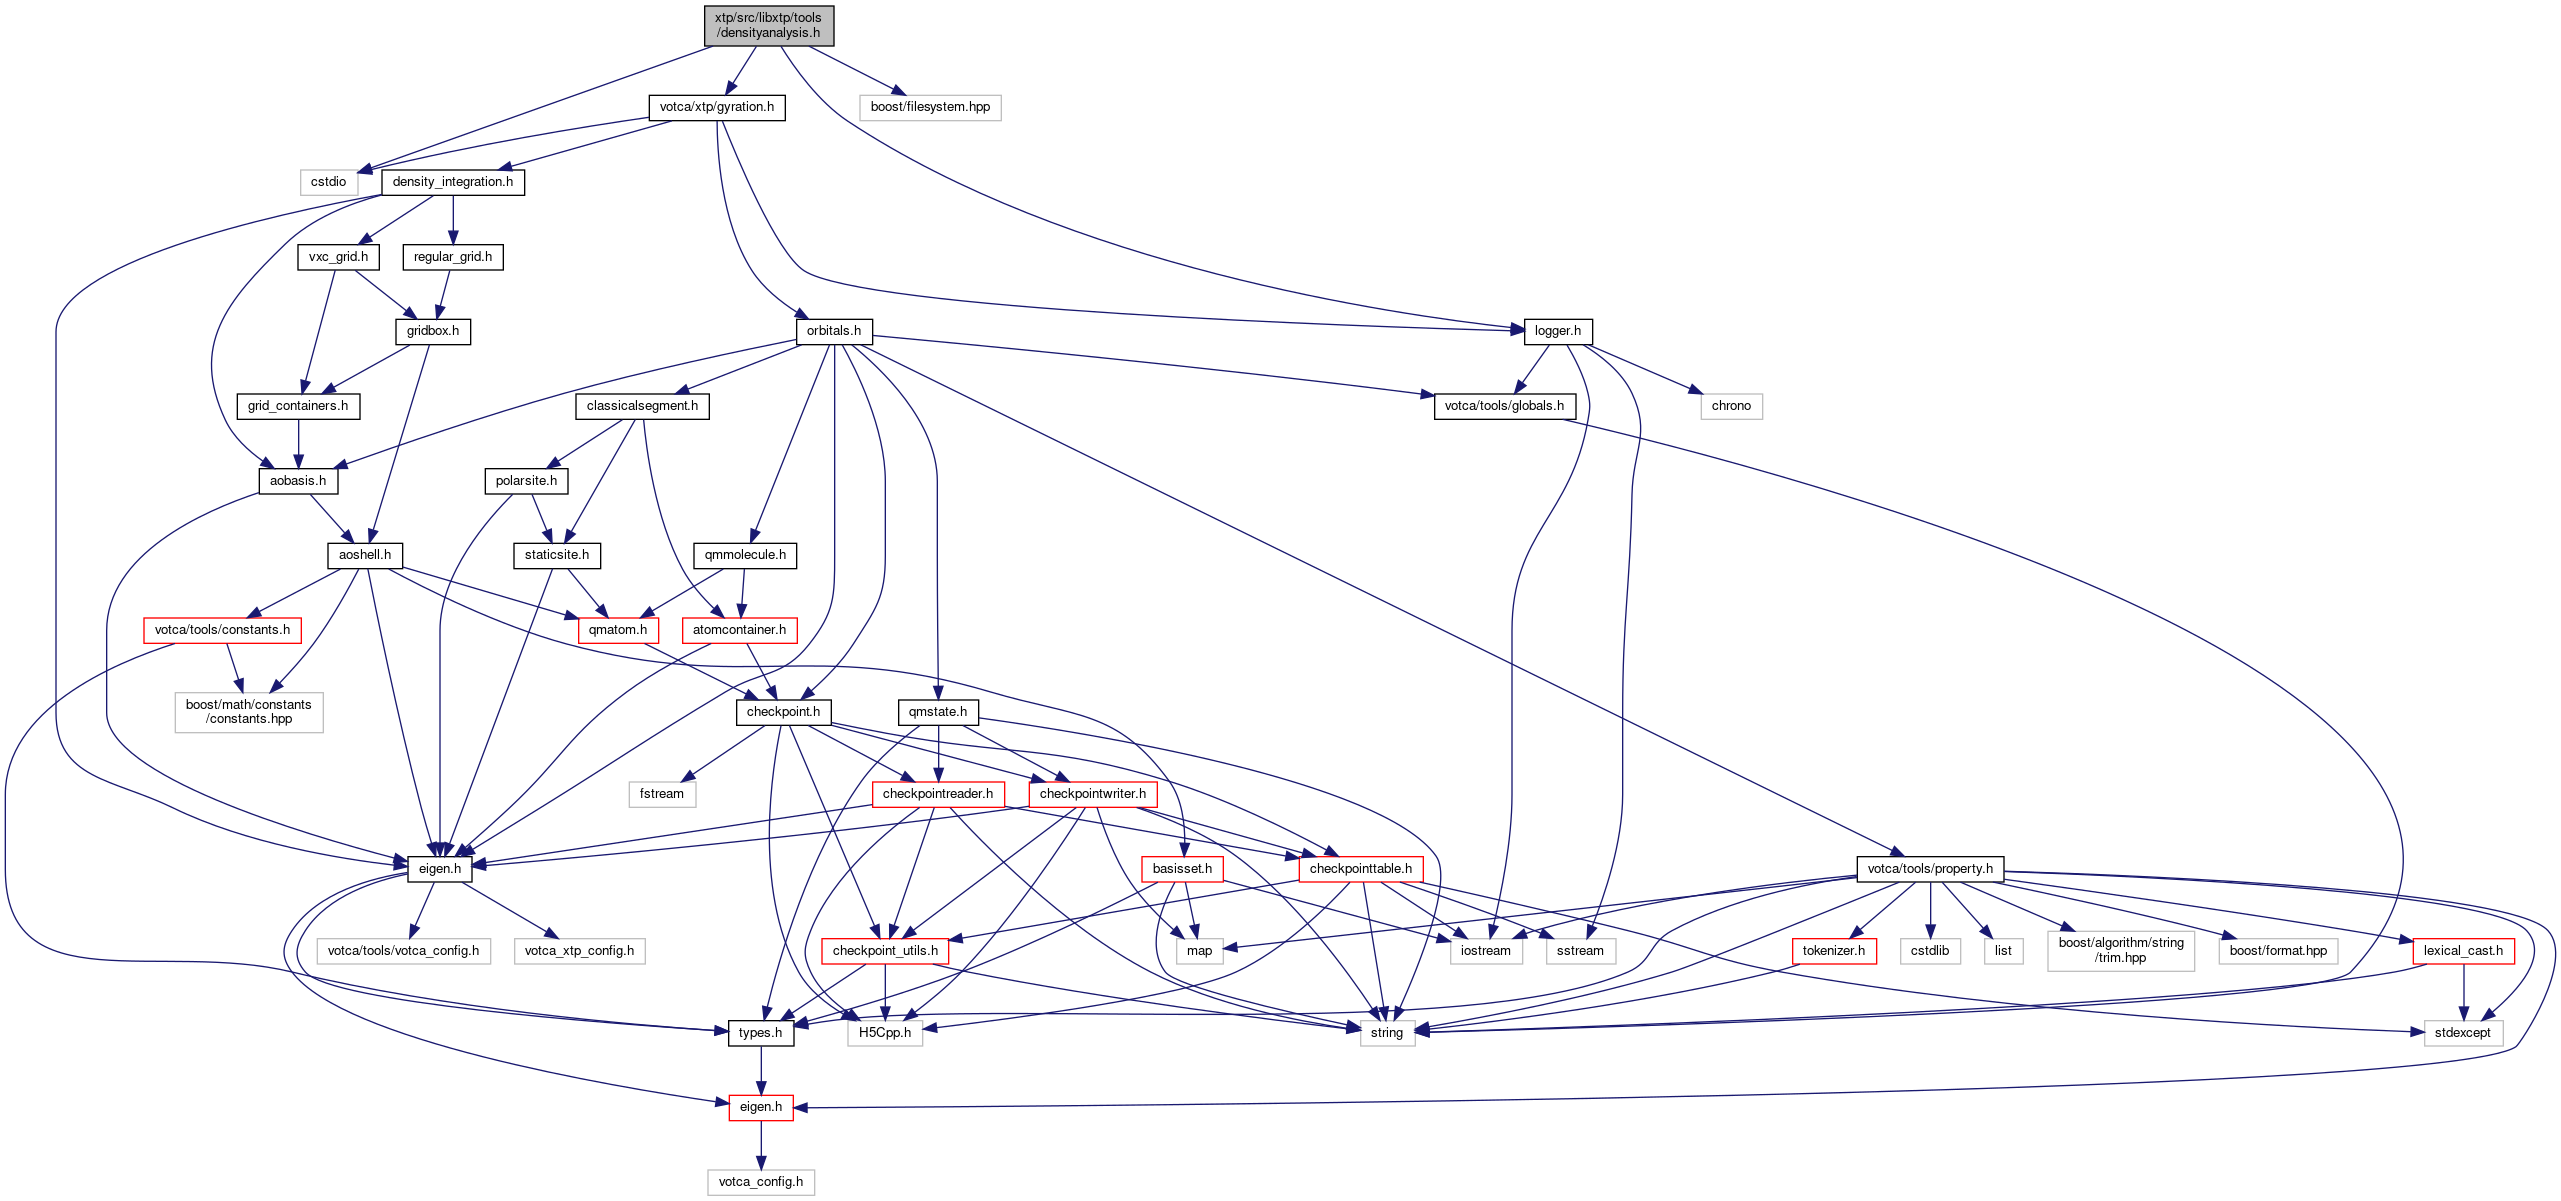 xtp/src/libxtp/tools
/densityanalysis.h
votca/xtp/gyration.h
boost/filesystem.hpp
cstdio
density_integration.h
vxc_grid.h
regular_grid.h
gridbox.h
orbitals.h
logger.h
grid_containers.h
classicalsegment.h
votca/tools/globals.h
chrono
aobasis.h
polarsite.h
aoshell.h
staticsite.h
qmmolecule.h
votca/tools/constants.h
qmatom.h
atomcontainer.h
boost/math/constants
/constants.hpp
checkpoint.h
qmstate.h
fstream
checkpointreader.h
checkpointwriter.h
eigen.h
basisset.h
checkpointtable.h
votca/tools/property.h
votca/tools/votca_config.h
votca_xtp_config.h
checkpoint_utils.h
map
iostream
sstream
tokenizer.h
cstdlib
list
boost/algorithm/string
/trim.hpp
boost/format.hpp
lexical_cast.h
types.h
H5Cpp.h
string
stdexcept
eigen.h
votca_config.h